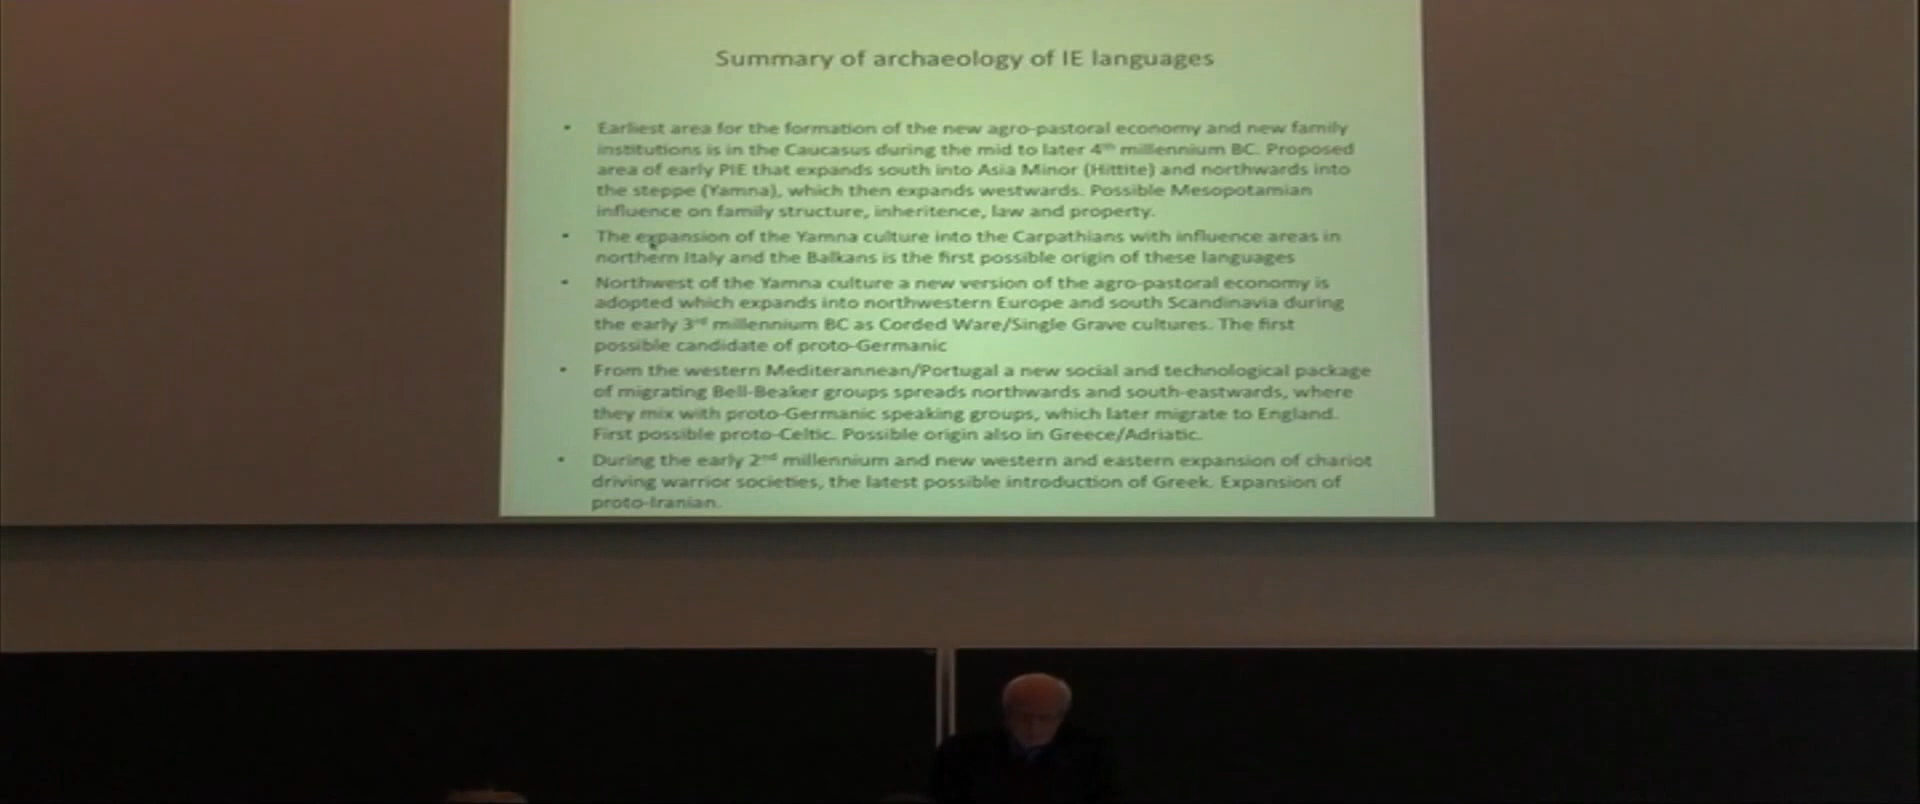 Summary of archaeology of IE languages
• Earliest area for the formation of the new agro-pastoral economy and new family
institutions is in the Caucasus during the mid to later 4th millennium BC. Proposed
area of early PIE that expands south into Asia Minor (Hittite) and northwards into
the steppe (Yamna), which then expands westwards. Possible Mesopotamian
influence on family structure, inheritence, law and property.
• The expansion of the Yamna culture into the Carpathians with influence areas in
northern Italy and the Balkans is the first possible origin of these languages
• Northwest of the Yamna culture a new version of the agro-pastoral economy is
adopted which expands into northwestern Europe and south Scandinavia during
the early 3rd millennium BC as Corded Ware/Single Grave cultures. The first
possible candidate of proto-Germanic
• From the western Mediterannean/Portugal a new social and technological package
of migrating Bell-Beaker groups spreads northwards and south-eastwards, where
they mix with proto-Germanic speaking groups, which later migrate to England.
First possible proto-Celtic. Possible origin also in Greece/Adriatic.
• During the early 2nd millennium and new western and eastern expansion of chariot
driving warrior societies, the latest possible introduction of Greek. Expansion of
proto-Iranian.